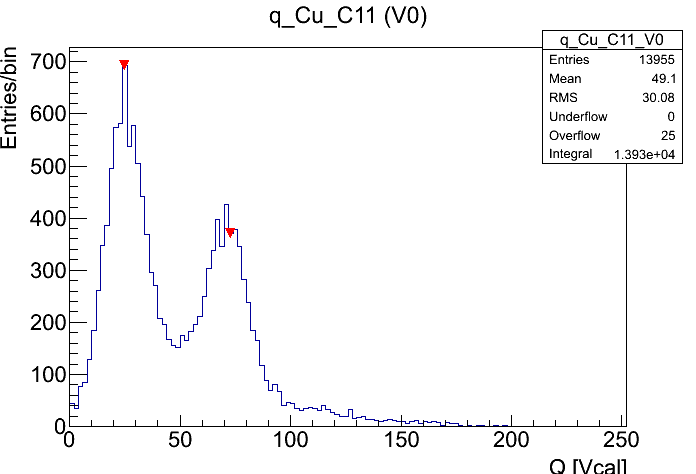 q_Cu_C11 (V0)
q_Cu_C11_V0
Entries 13955
Mean 49.1
RMS 30.08
Underflow 0
Overflow 25
Integral 1.393e+04
Entries/bin
700
600
500
400
300
200
100
0
0 50 100 150 200 250
Q [Vcal]